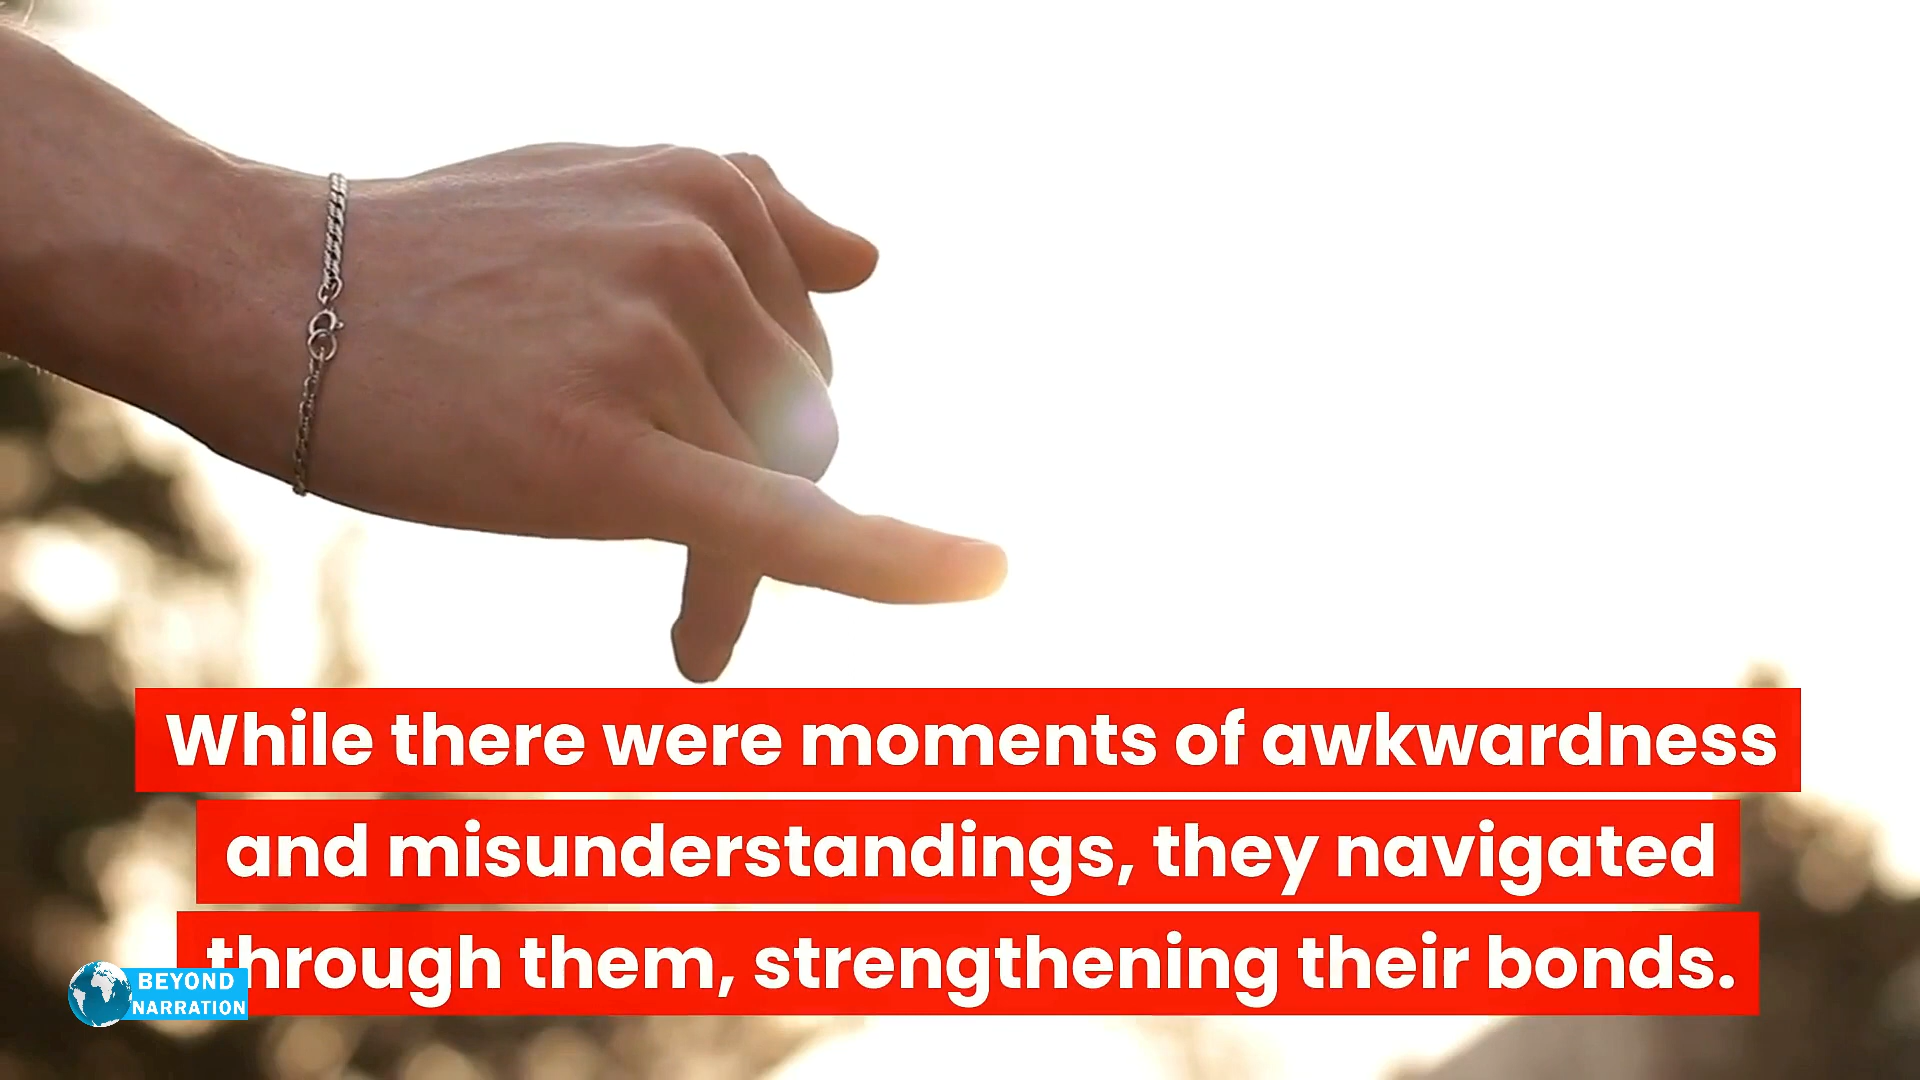 While there were moments of awkwardness
and misunderstandings, they navigated
through them, strengthening their bonds.
BEYOND
NARRATION